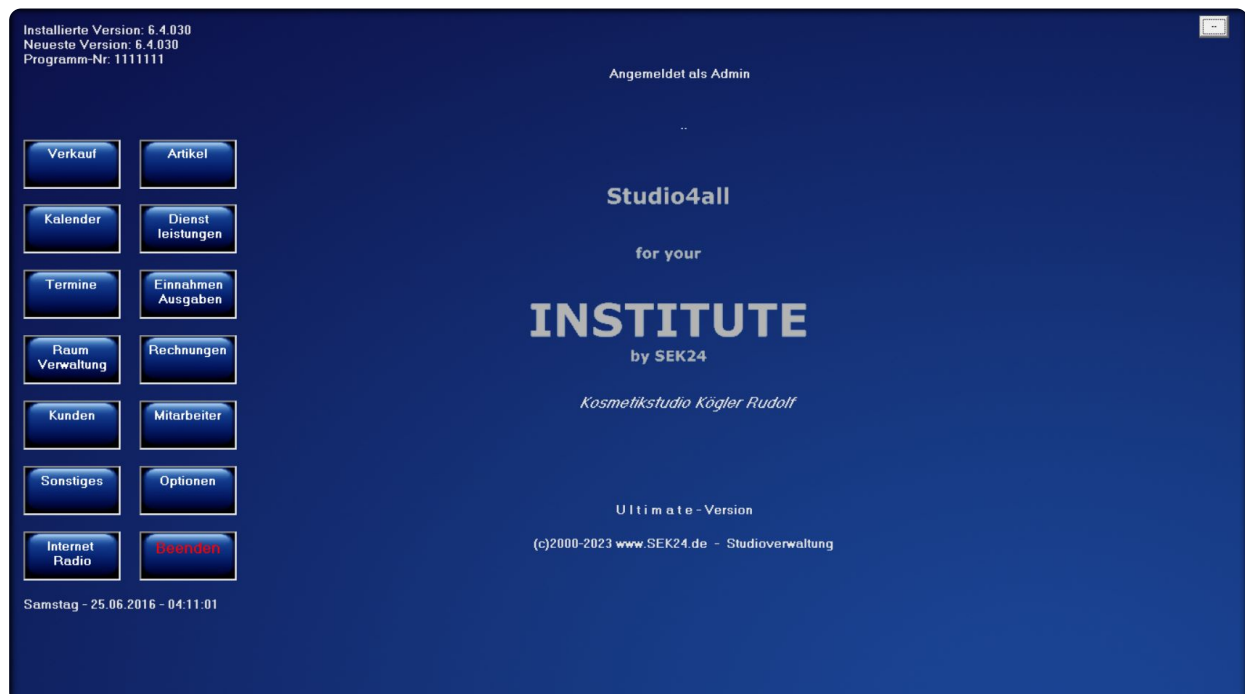 Installierte Version: 6.4.030
Neueste Version: 6.4.030
Programm-Nr: 1111111
..
Angemeldet als Admin
..
Verkauf
Artikel
Kalender
Dienst
leistungen
Termine
Einnahmen
Ausgaben
Raum
Verwaltung
Rechnungen
Kunden
Mitarbeiter
Sonstiges
Optionen
Internet
Radio
Beenden
Samstag - 25.06.2016 - 04:11:01
Studio4all
for your
INSTITUTE
by SEK24
Kosmetikstudio Kögler Rudolf
U l t i m a t e - Version
(c)2000-2023 www.SEK24.de - Studioverwaltung